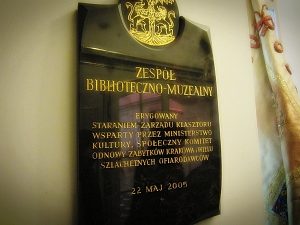 ZESPÓŁ
BIBLIOTECZNO-MUZEALNY
ERYGOWANY
STARANIEM ZARZĄDU KLASZTORU
WSPARTY PRZEZ MINISTERSTWO
KULTURY, SPOŁECZNY KOMITET
ODNOWY ZABYTKÓW KRAKOWA I WIELU
SZLACHETNYCH OFIARODAWCÓW
22 MAJ 2005